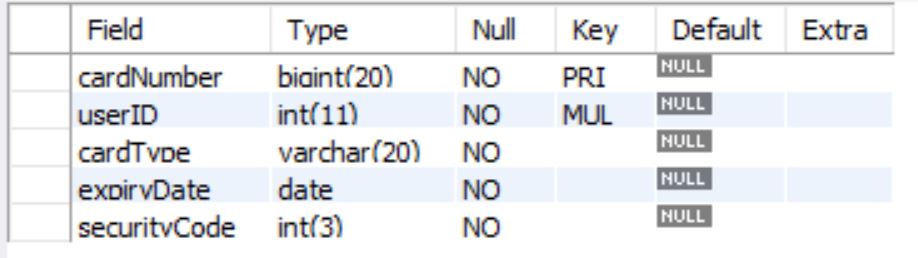 Field Type Null Key Default Extra
cardNumber bigint(20) NO PRI NULL
userID int(11) NO MUL NULL
cardType varchar(20) NO NULL
expiryDate date NO NULL
securityCode int(3) NO NULL